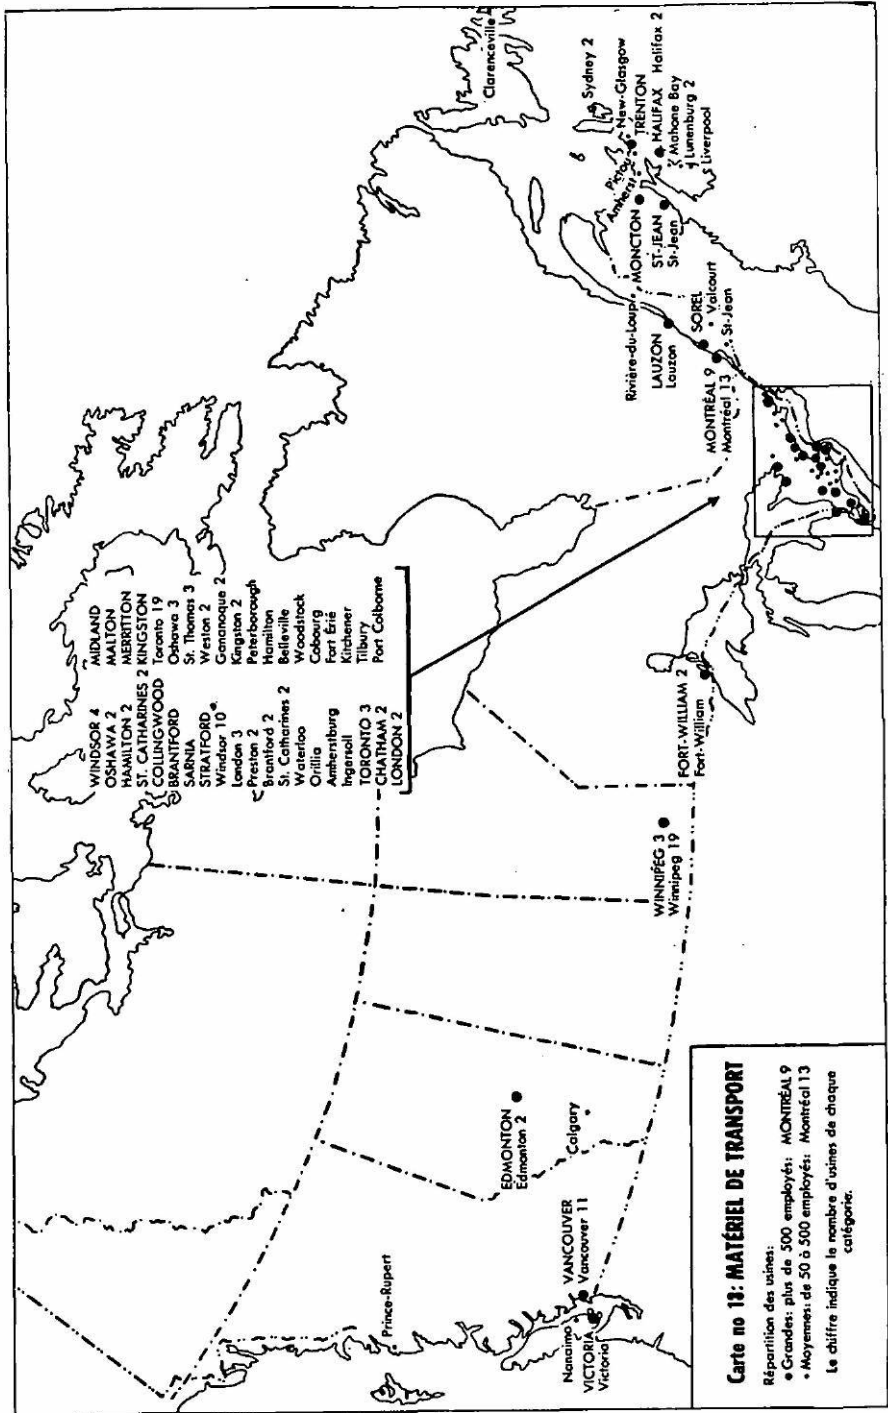 Carte no 13: MATÉRIEL DE TRANSPORT
Répartition des usines:
• Grandes: plus de 500 employés: MONTRÉAL 9
• Moyennes: de 50 à 500 employés: Montréal 13
Le chiffre indique le nombre d'usines de chaque
catégorie.
WINDSOR 4
OSHAWA 2
HAMILTON 2
ST. CATHARINES 2
COLLINGWOOD
BRANTFORD
SARNIA
STRATFORD
Windsor 10
London 3
Preston 2
Brantford 2
St. Catharines 2
Waterloo
Orillia
Amherstburg
Ingersoll
TORONTO 3
CHATHAM 2
LONDON 2
MIDLAND
MALTON
MERRITTON
KINGSTON
Toronto 19
Oshawa 3
St. Thomas 3
Weston 2
Gananoque 2
Kingston 2
Peterborough
Hamilton
Belleville
Woodstock
Cobourg
Fort Érié
Kitchener
Tilbury
Port Colborne
Prince-Rupert
Nanaimo
VICTORIA
Victoria
VANCOUVER
Vancouver 11
EDMONTON
Edmonton 2
Calgary
WINNIPEG 3
Winnipeg 19
FORT-WILLIAM 2
Fort-William
MONTRÉAL 9
Montréal 13
SOREL
Valcourt
St-Jean
LAUZON
Lauzon
Rivière-du-Loup
MONCTON
ST-JEAN
St-Jean
Amherst
Pictou
New-Glasgow
TRENTON
HALIFAX Halifax 2
Mahone Bay
Lunenburg 2
Liverpool
Sydney 2
Clarenceville